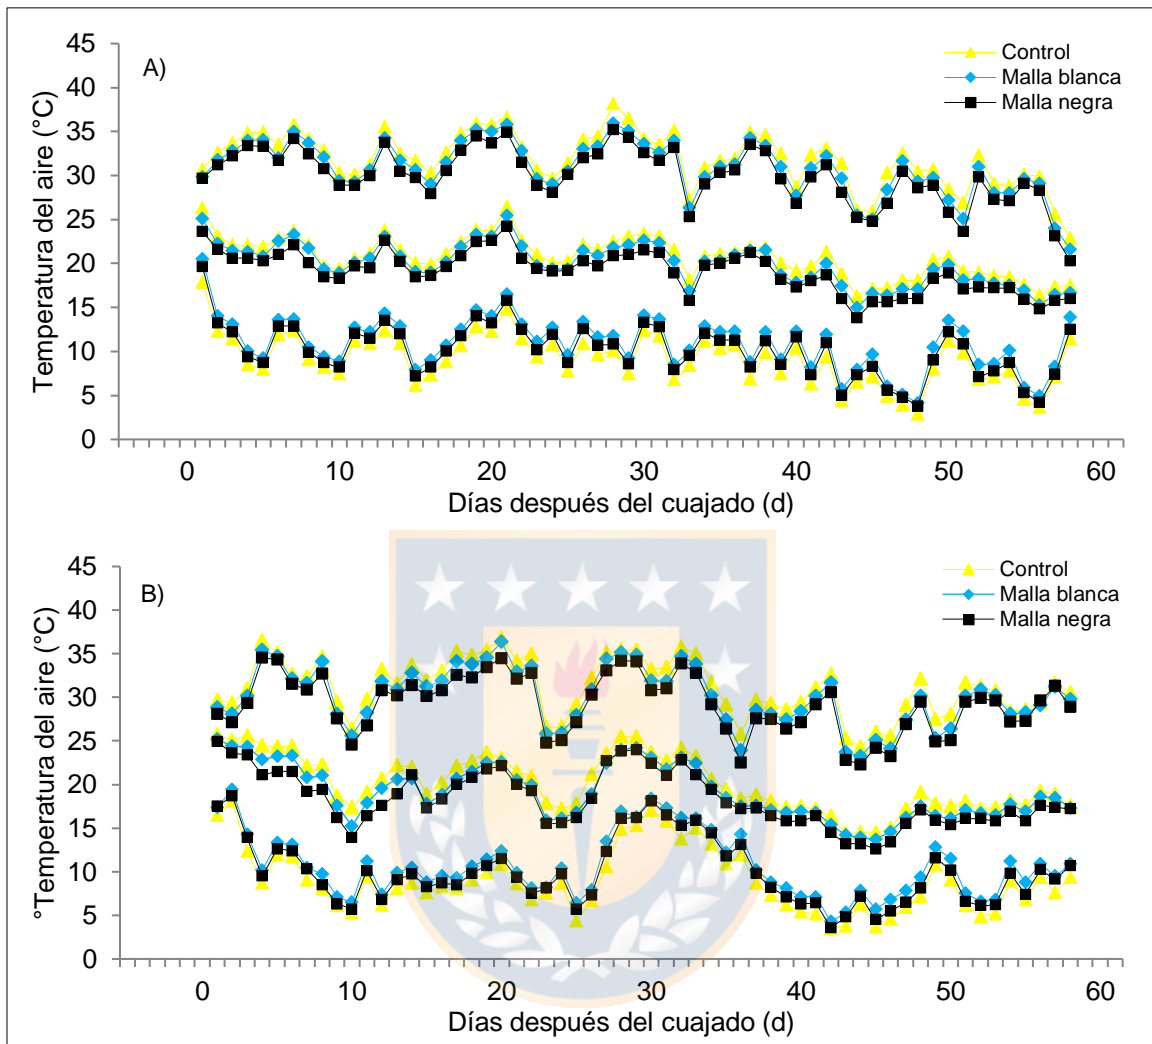 A)
Control
Malla blanca
Malla negra
Temperatura del aire (°C)
45
40
35
30
25
20
15
10
5
0
0 10 20 30 40 50 60
Días después del cuajado (d)
B)
Control
Malla blanca
Malla negra
°Temperatura del aire (°C)
45
40
35
30
25
20
15
10
5
0
0 10 20 30 40 50 60
Días después del cuajado (d)